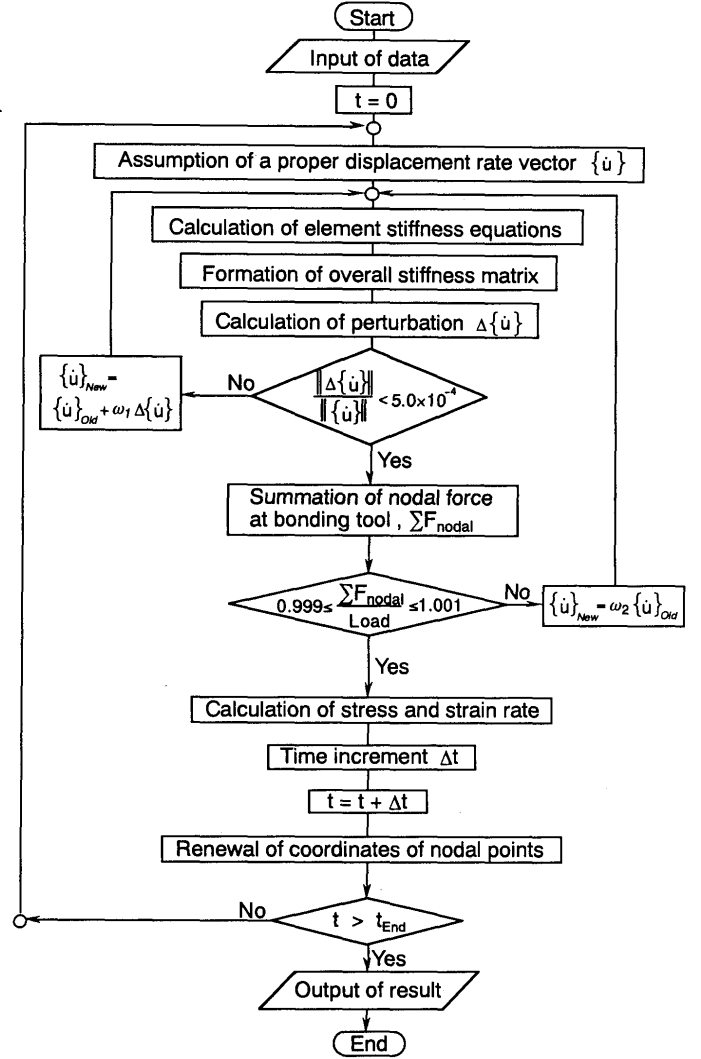 Start
Input of data
t = 0
Assumption of a proper displacement rate vector {u̇}
Calculation of element stiffness equations
Formation of overall stiffness matrix
Calculation of perturbation Δ{u̇}
‖Δ{u̇}‖
‖{u̇}‖
< 5.0×10⁻⁴
No
{u̇}New =
{u̇}Old + ω1 Δ{u̇}
Yes
Summation of nodal force
at bonding tool , ΣFnodal
0.999≤ ΣFnodal ≤1.001
Load
No
{u̇}New = ω2 {u̇}Old
Yes
Calculation of stress and strain rate
Time increment Δt
t = t + Δt
Renewal of coordinates of nodal points
t > tEnd
No
Yes
Output of result
End